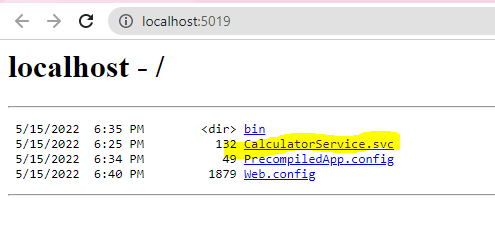 localhost:5019
localhost - /
5/15/2022 6:35 PM <dir> bin
5/15/2022 6:25 PM 132 CalculatorService.svc
5/15/2022 6:34 PM 49 PrecompiledApp.config
5/15/2022 6:40 PM 1879 Web.config